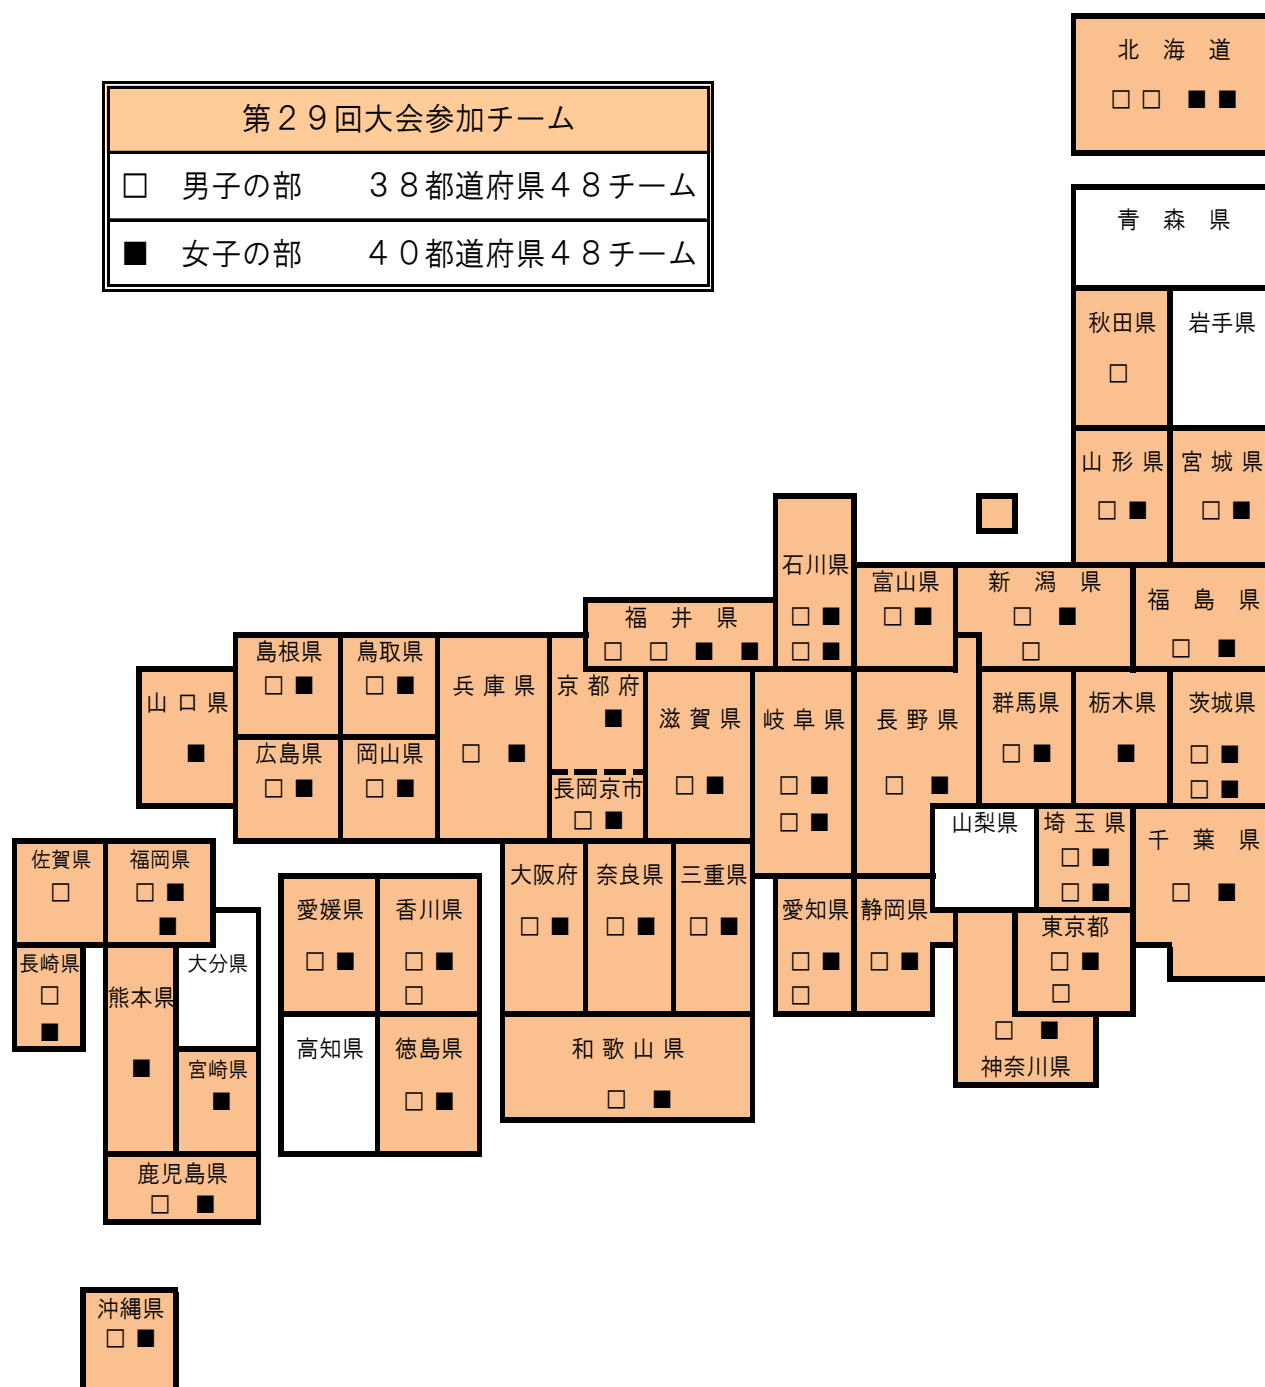 北　海　道
□ □　■ ■
第２９回大会参加チーム
□　男子の部　　３８都道府県４８チーム
■　女子の部　　４０都道府県４８チーム
青　森　県
秋田県
□
岩手県
山 形 県
□ ■
宮 城 県
□ ■
石川県
□ ■
□ ■
富山県
□ ■
新　潟　県
□　■
□
福　島　県
□　■
福　井　県
□　□　■　■
島根県
□ ■
鳥取県
□ ■
兵 庫 県
□　■
京 都 府
■
長岡京市
□ ■
山 口 県
■
広島県
□ ■
岡山県
□ ■
滋 賀 県
□ ■
岐 阜 県
□ ■
□ ■
長 野 県
□　■
群馬県
□ ■
栃木県
■
茨城県
□ ■
□ ■
山梨県
埼 玉 県
□ ■
□ ■
千　葉　県
□　■
佐賀県
□
福岡県
□ ■
■
大阪府
□ ■
奈良県
□ ■
三重県
□ ■
愛媛県
□ ■
香川県
□ ■
□
愛知県
□ ■
□
静岡県
□ ■
東京都
□ ■
□
長崎県
□
■
熊本県
■
大分県
宮崎県
■
高知県
徳島県
□ ■
和 歌 山 県
□　■
□　■
神奈川県
鹿児島県
□　■
沖縄県
□ ■